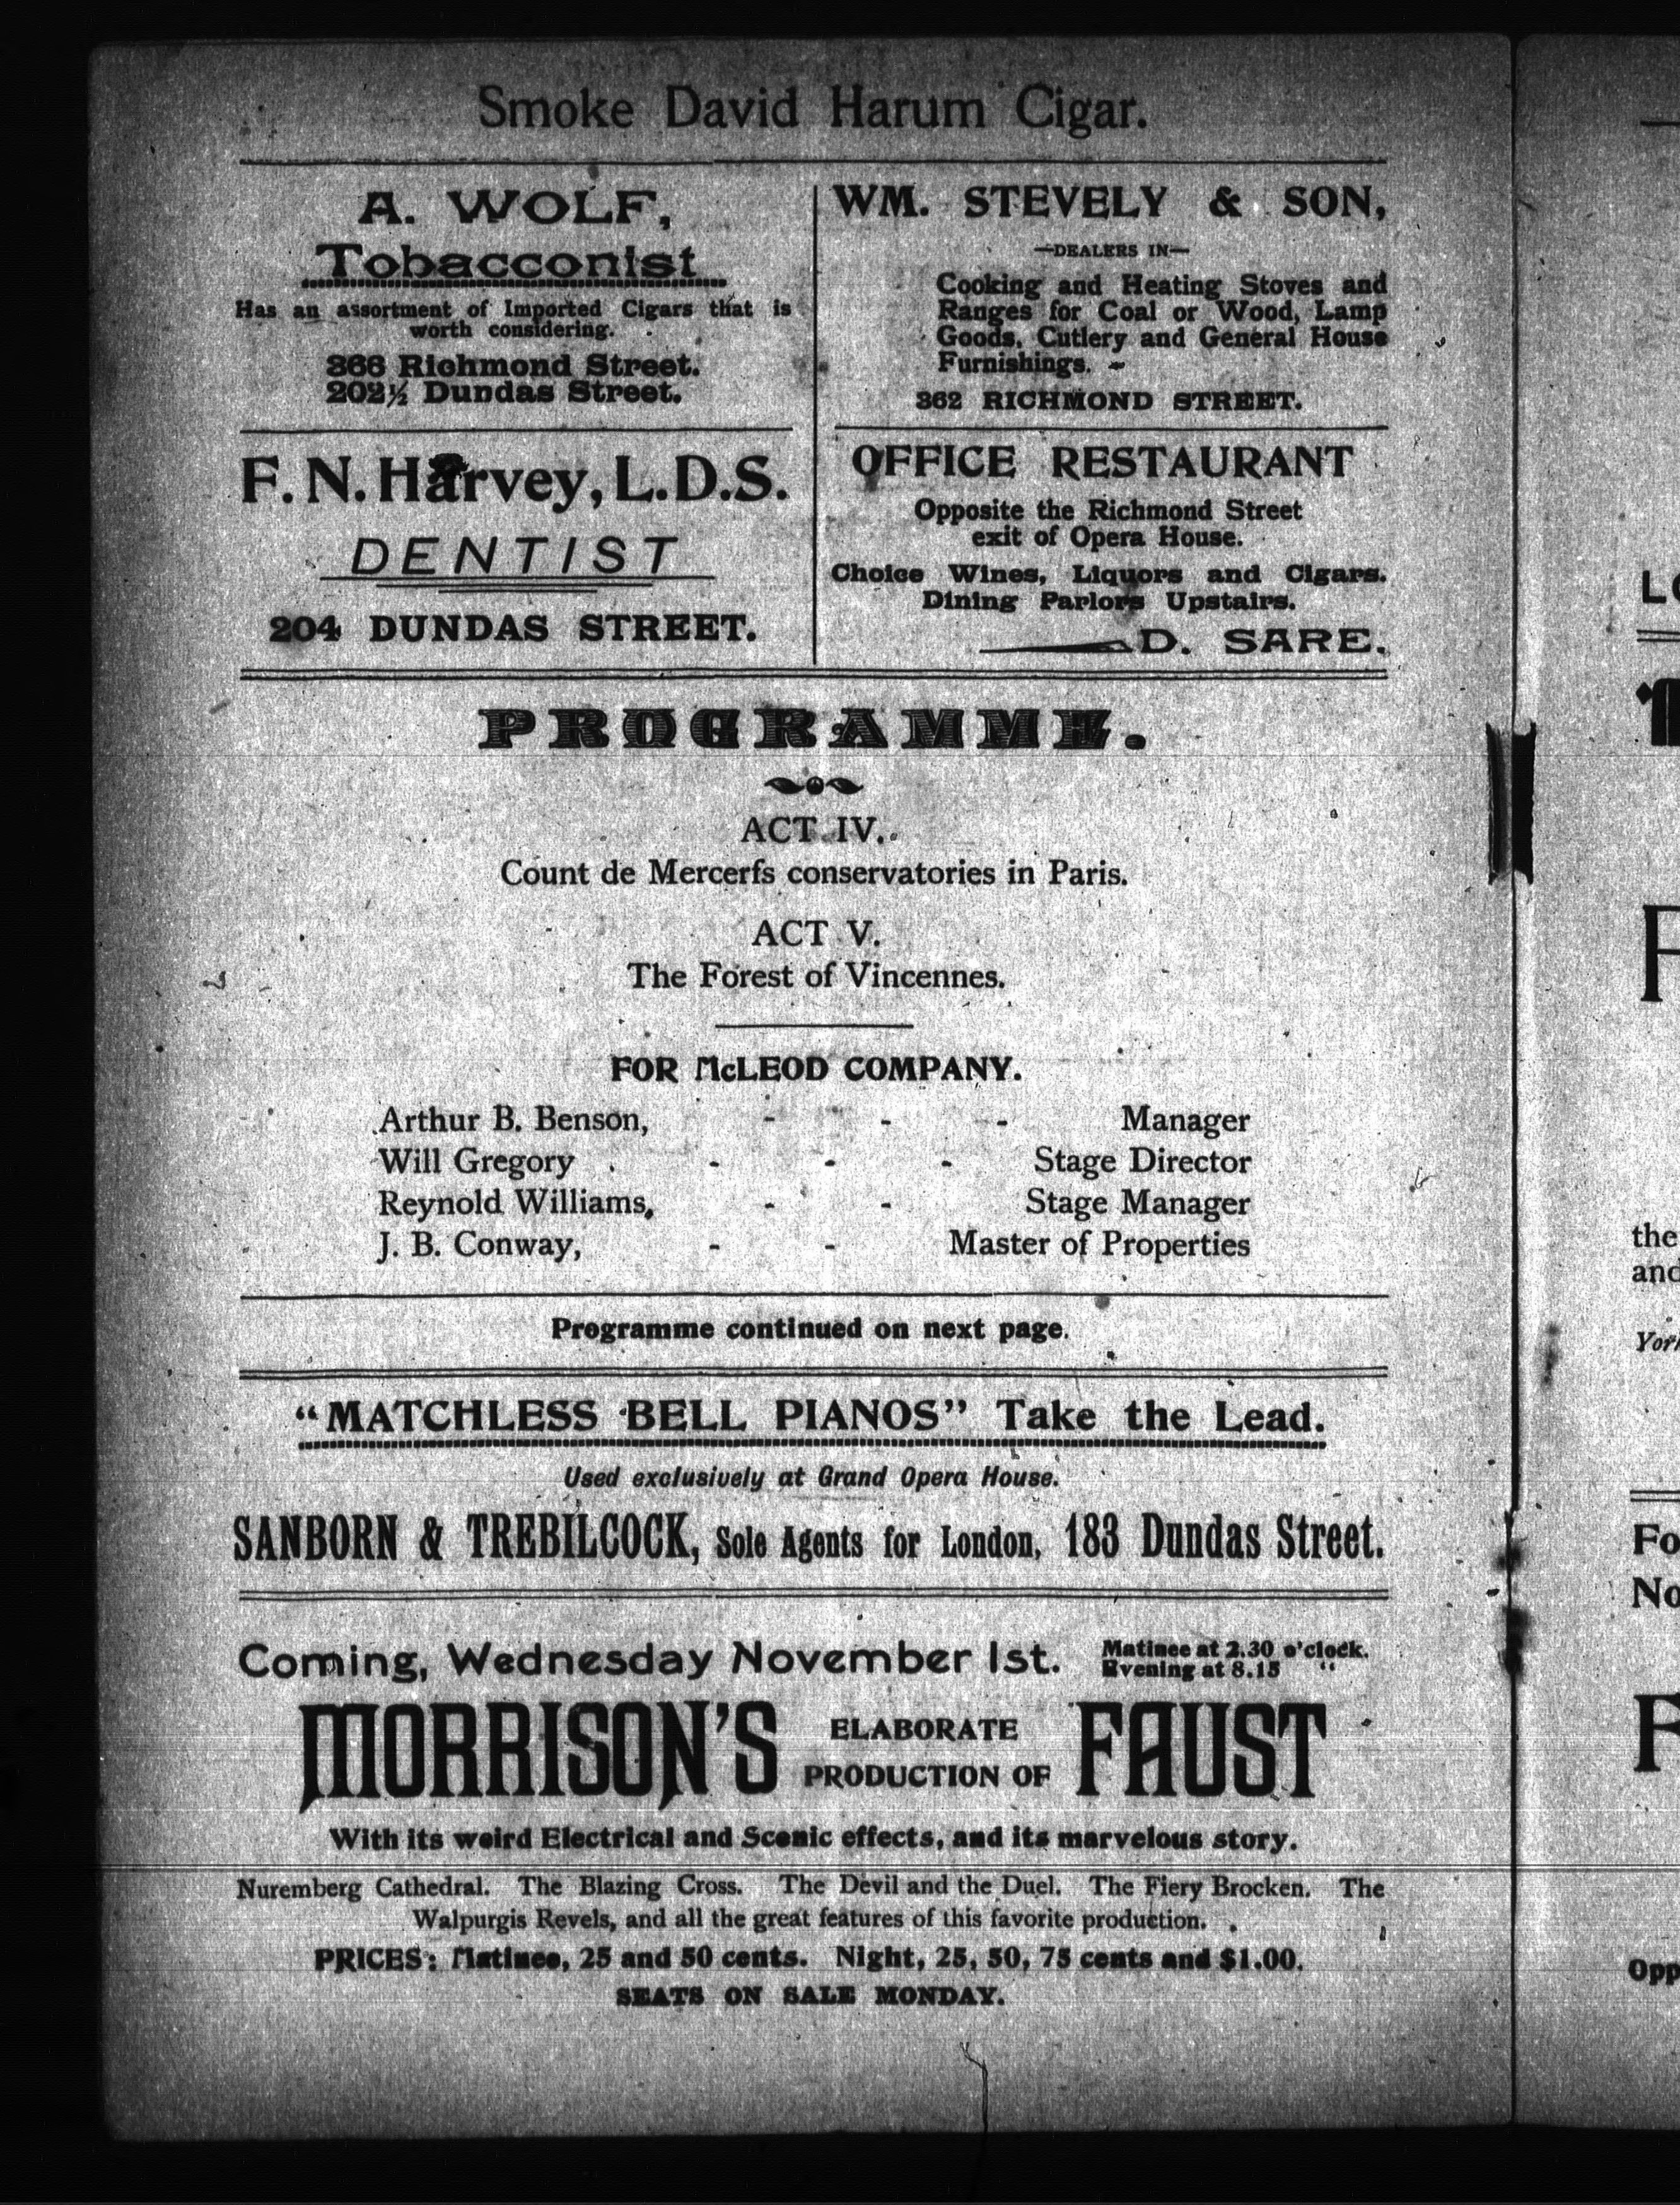 Smoke David Harum Cigar.
A. WOLF,
Tobacconist
Has an assortment of Imported Cigars that is
worth considering.
366 Richmond Street.
202½ Dundas Street.
F. N. Harvey, L.D.S.
DENTIST
204 DUNDAS STREET.
WM. STEVELY & SON,
—DEALERS IN—
Cooking and Heating Stoves and
Ranges for Coal or Wood, Lamp
Goods, Cutlery and General House
Furnishings.
362 RICHMOND STREET.
OFFICE RESTAURANT
Opposite the Richmond Street
exit of Opera House.
Choice Wines, Liquors and Cigars.
Dining Parlors Upstairs.
D. SARE.
PROGRAMME.
ACT IV.
Count de Mercerfs conservatories in Paris.
ACT V.
The Forest of Vincennes.
FOR McLEOD COMPANY.
Arthur B. Benson, - - - Manager
Will Gregory - - - Stage Director
Reynold Williams, - - Stage Manager
J. B. Conway, - - Master of Properties
Programme continued on next page.
"MATCHLESS BELL PIANOS" Take the Lead.
Used exclusively at Grand Opera House.
SANBORN & TREBILCOCK, Sole Agents for London, 183 Dundas Street.
Coming, Wednesday November 1st. Matinee at 2.30 o'clock.
Evening at 8.15 "
MORRISON'S ELABORATE PRODUCTION OF FAUST
With its weird Electrical and Scenic effects, and its marvelous story.
Nuremberg Cathedral. The Blazing Cross. The Devil and the Duel. The Fiery Brocken. The
Walpurgis Revels, and all the great features of this favorite production.
PRICES: Matinee, 25 and 50 cents. Night, 25, 50, 75 cents and $1.00.
SEATS ON SALE MONDAY.
the
and